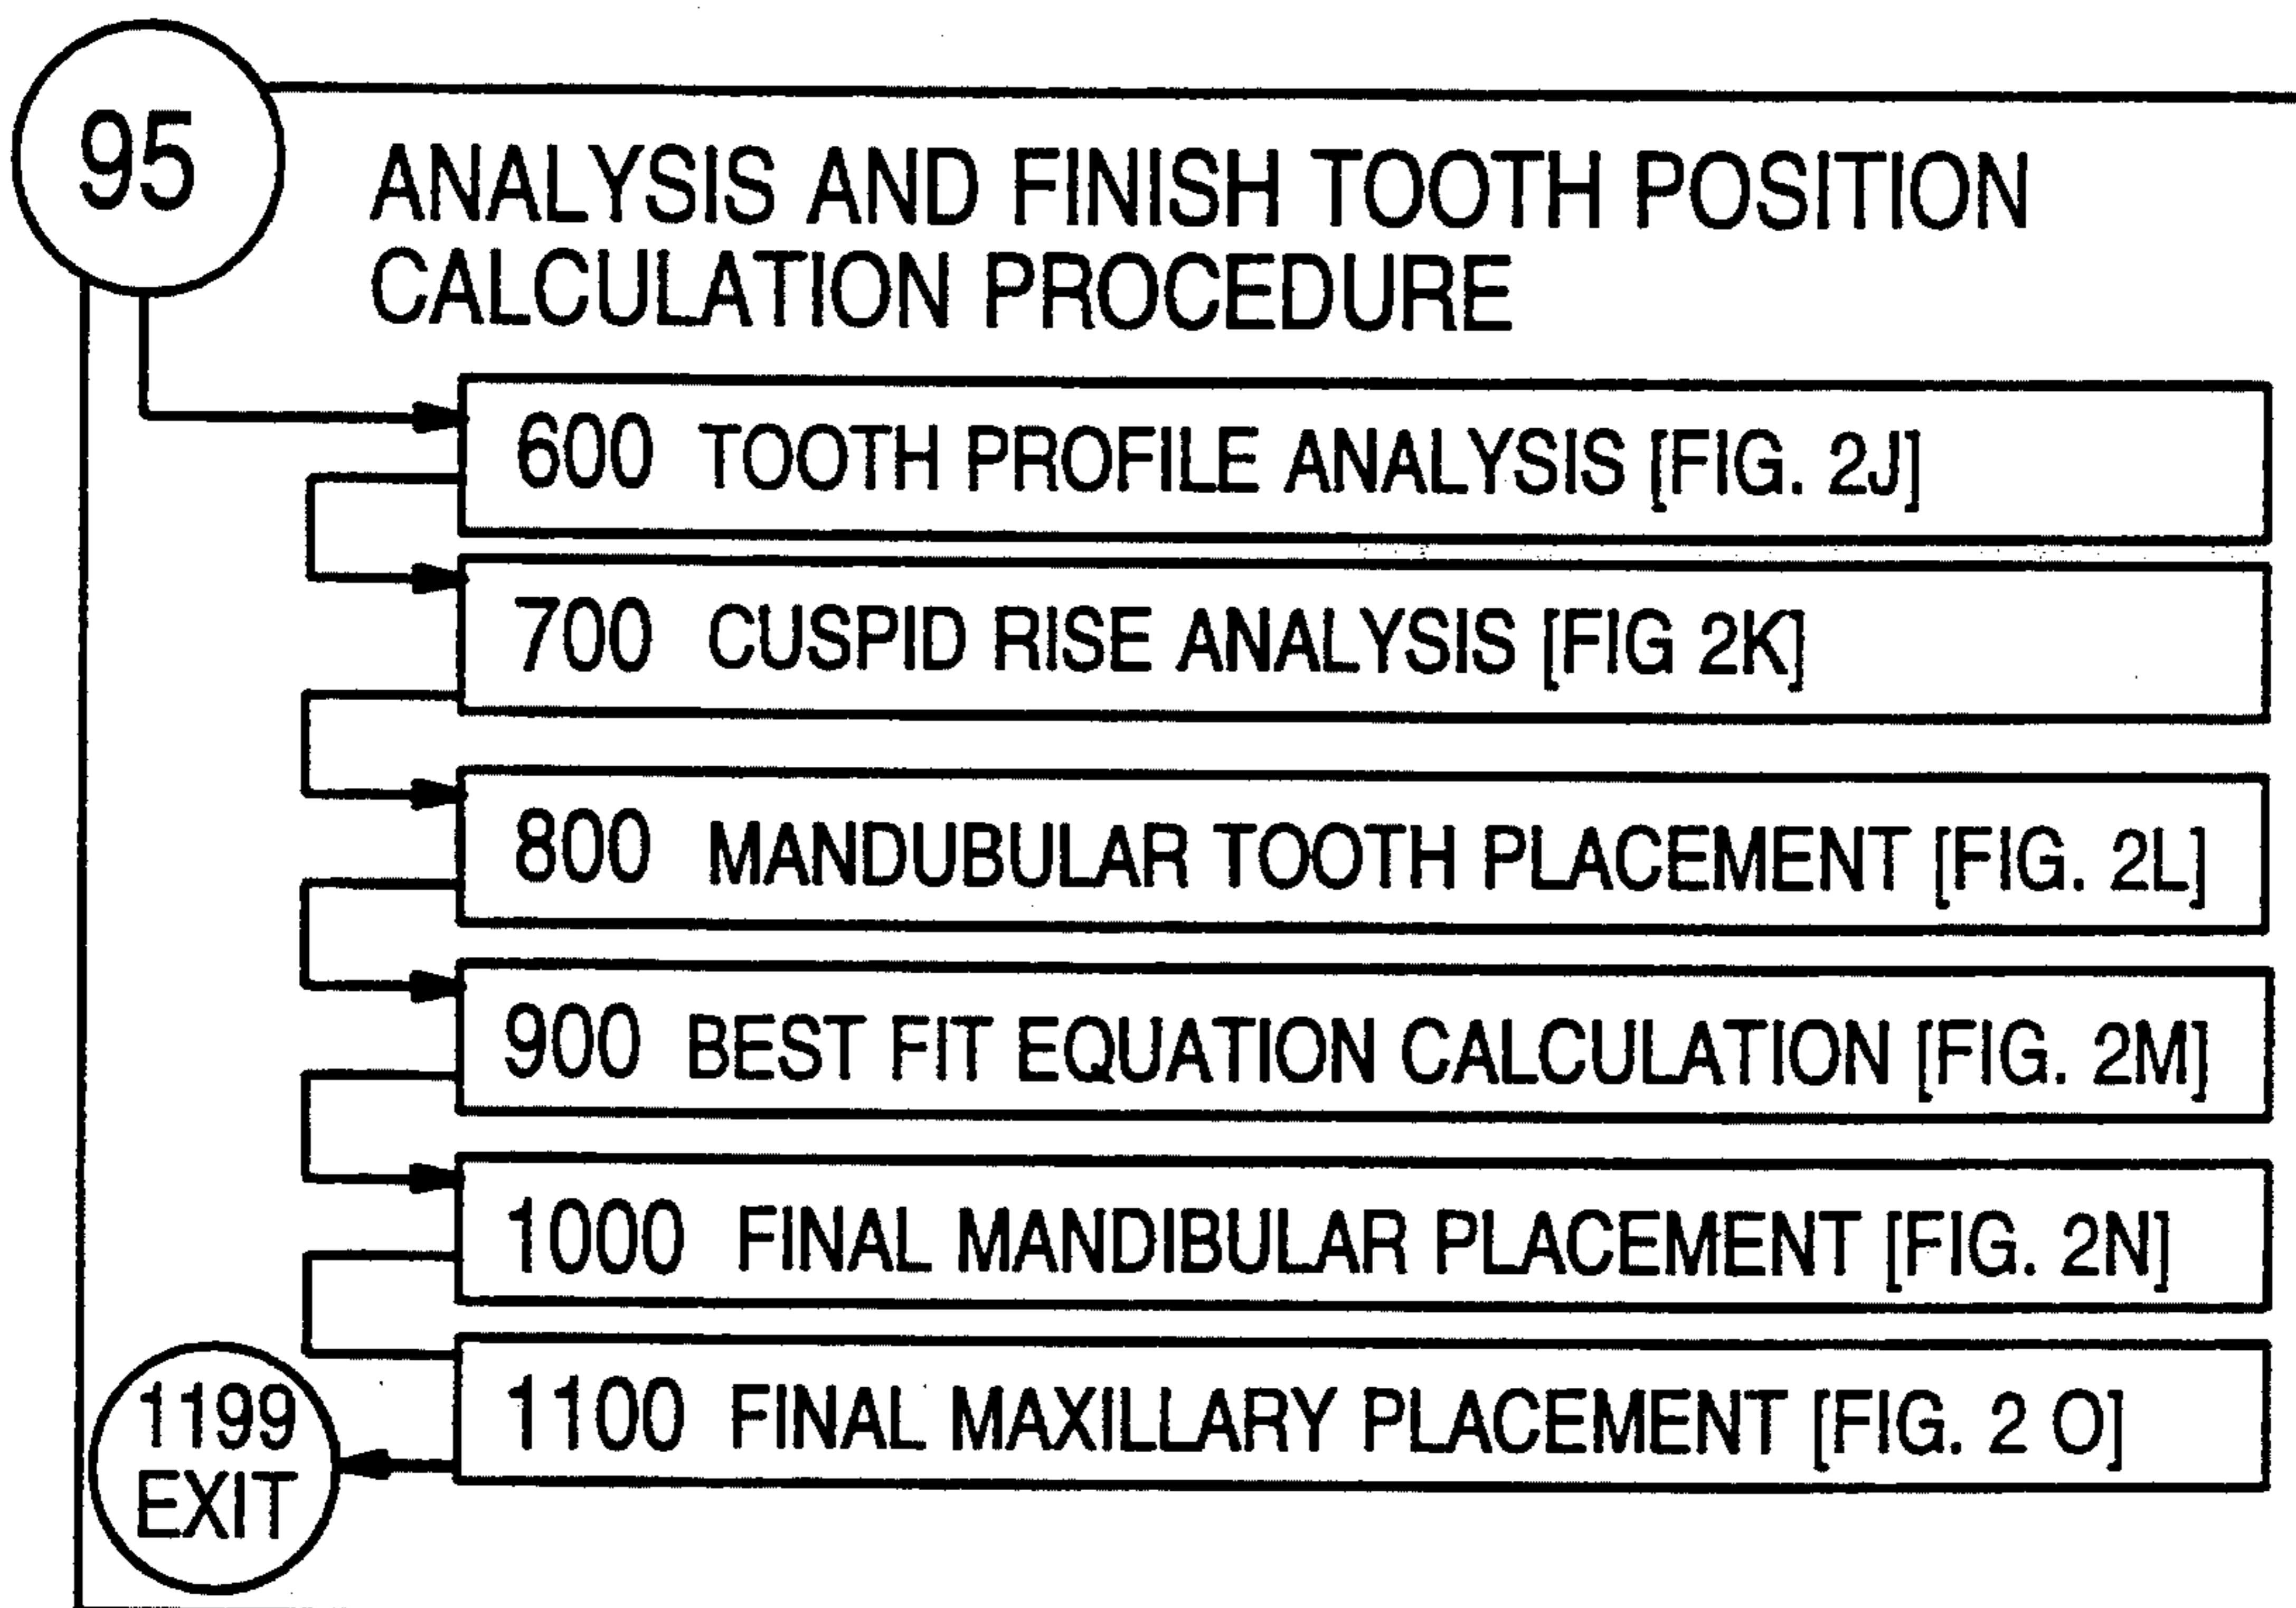 95
ANALYSIS AND FINISH TOOTH POSITION
CALCULATION PROCEDURE
600 TOOTH PROFILE ANALYSIS [FIG. 2J]
700 CUSPID RISE ANALYSIS [FIG 2K]
800 MANDUBULAR TOOTH PLACEMENT [FIG. 2L]
900 BEST FIT EQUATION CALCULATION [FIG. 2M]
1000 FINAL MANDIBULAR PLACEMENT [FIG. 2N]
1100 FINAL MAXILLARY PLACEMENT [FIG. 2 O]
1199
EXIT